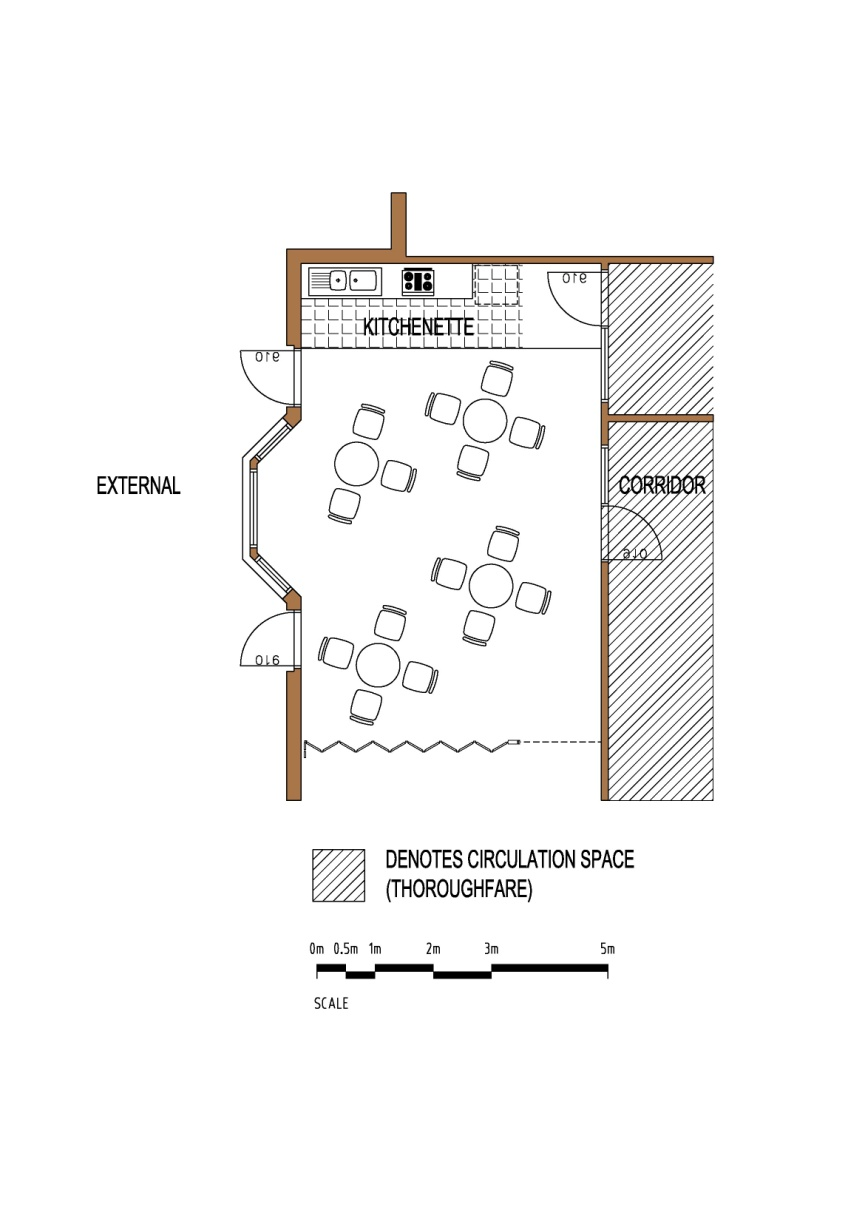 910
KITCHENETTE
910
EXTERNAL
CORRIDOR
910
910
DENOTES CIRCULATION SPACE
(THOROUGHFARE)
0m 0.5m 1m 2m 3m 5m
SCALE